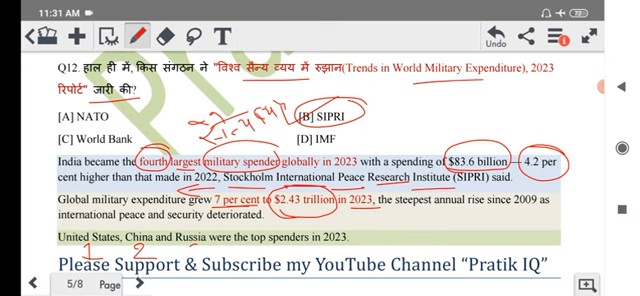 11:31 AM
72
Undo
Q12. हाल ही में, किस संगठन ने "विश्व सैन्य व्यय में रुझान(Trends in World Military Expenditure), 2023
रिपोर्ट" जारी की?
[A] NATO [B] SIPRI
[C] World Bank [D] IMF
India became the fourth largest military spender globally in 2023 with a spending of $83.6 billion — 4.2 per
cent higher than that made in 2022, Stockholm International Peace Research Institute (SIPRI) said.
Global military expenditure grew 7 per cent to $2.43 trillion in 2023, the steepest annual rise since 2009 as
international peace and security deteriorated.
United States, China and Russia were the top spenders in 2023.
1 2
Please Support & Subscribe my YouTube Channel "Pratik IQ"
5/8 Page